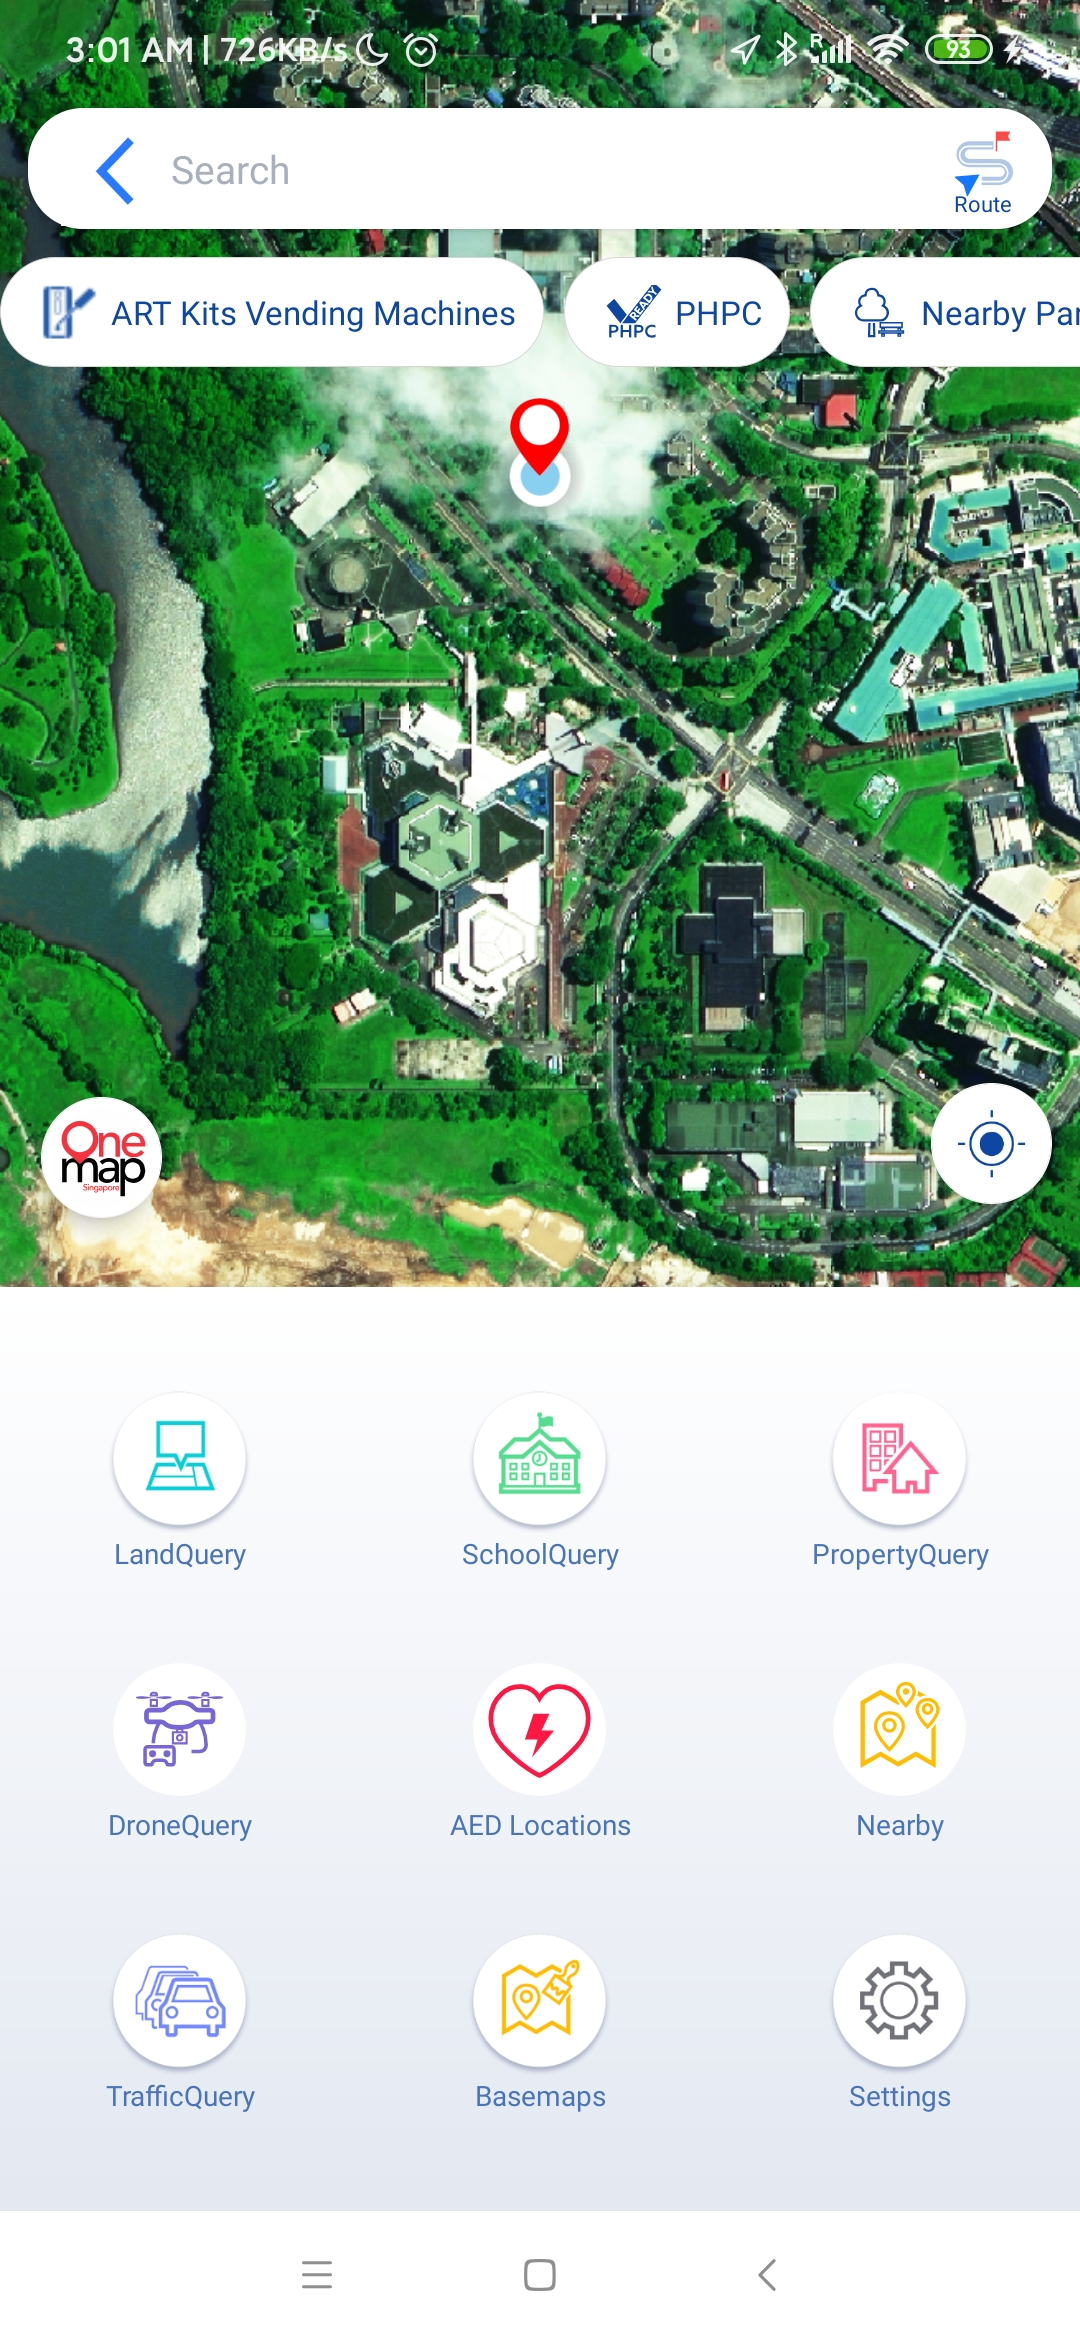 3:01 AM | 726KB/s
R
93
Search
Route
ART Kits Vending Machines
READY
PHPC
PHPC
Nearby Par
One
map
Singapore
LandQuery
SchoolQuery
PropertyQuery
DroneQuery
AED Locations
Nearby
TrafficQuery
Basemaps
Settings